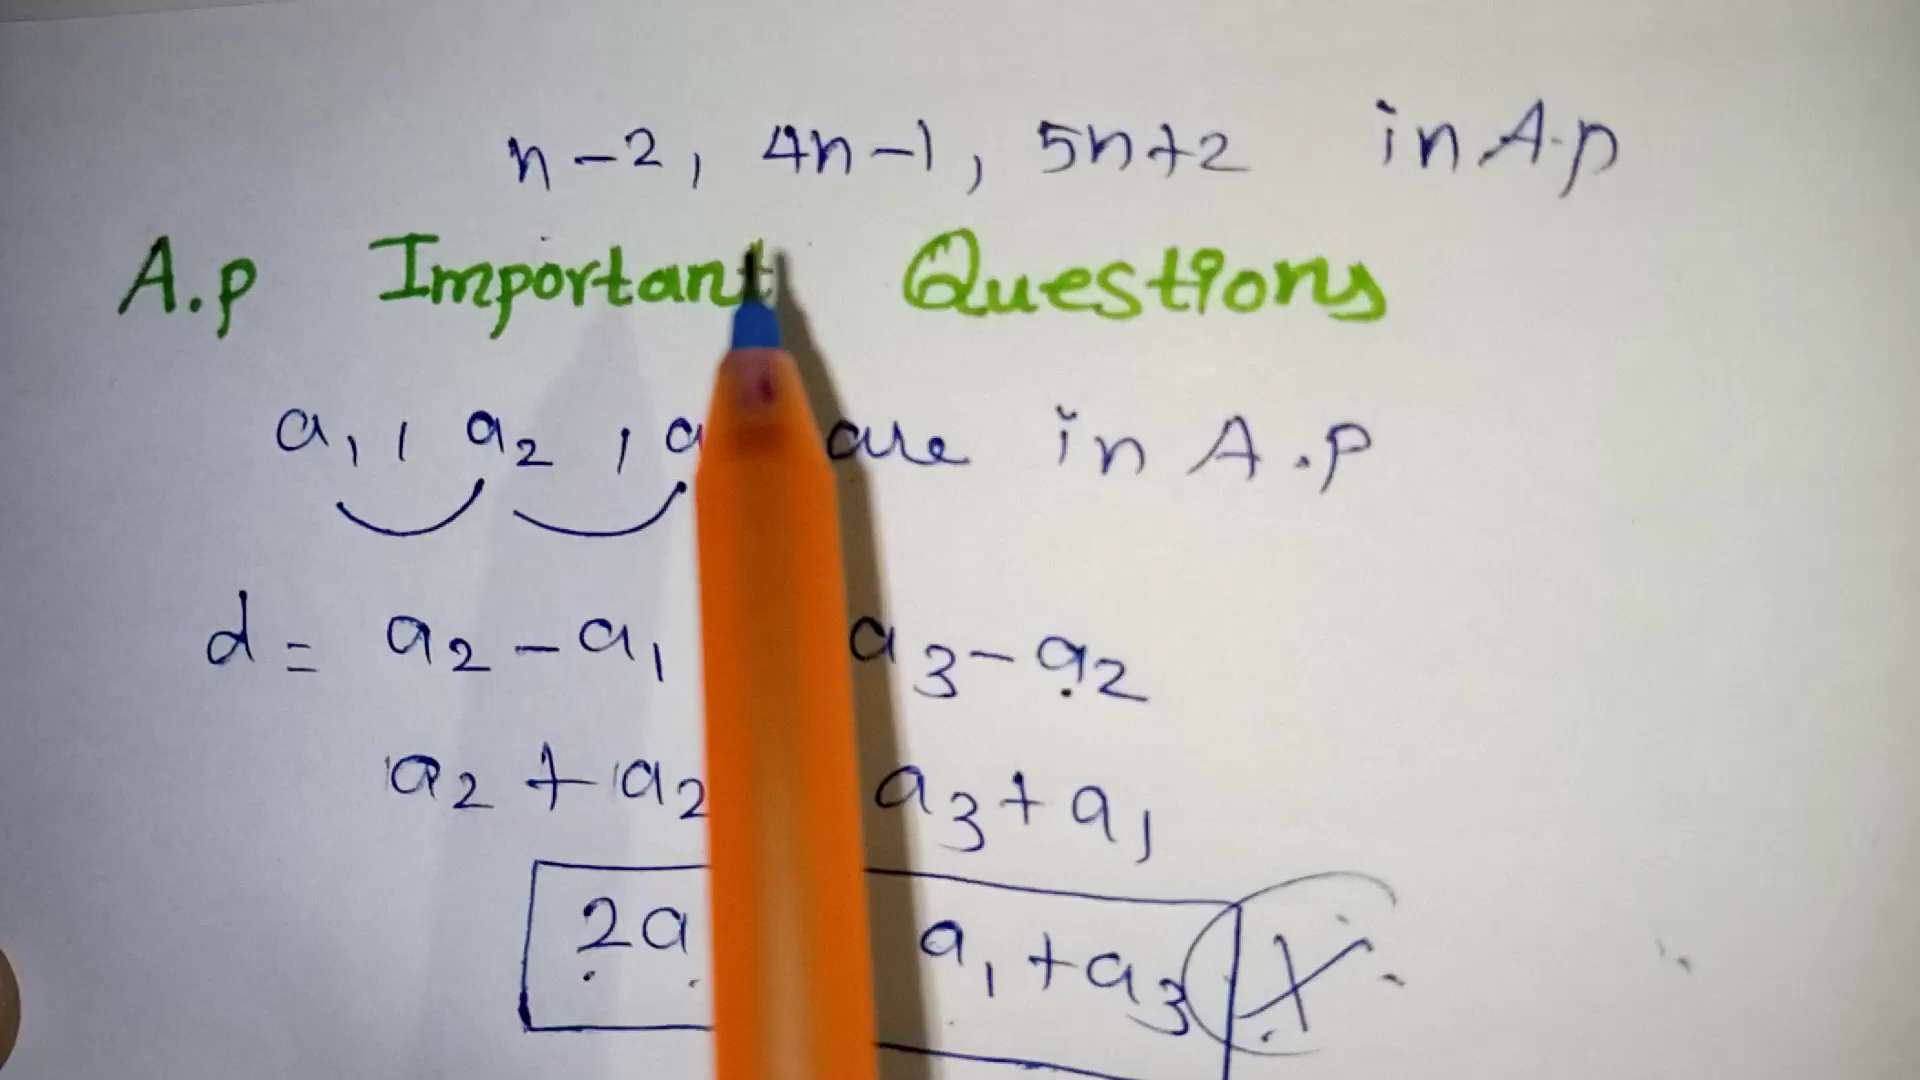 n-2, 4n-1, 5n+2 in A.p
A.p Important Questions
a₁, a₂, a are in A.P
d = a₂-a₁ a₃-a₂
a₂+a₂ a₃+a₁
2a a₁+a₃